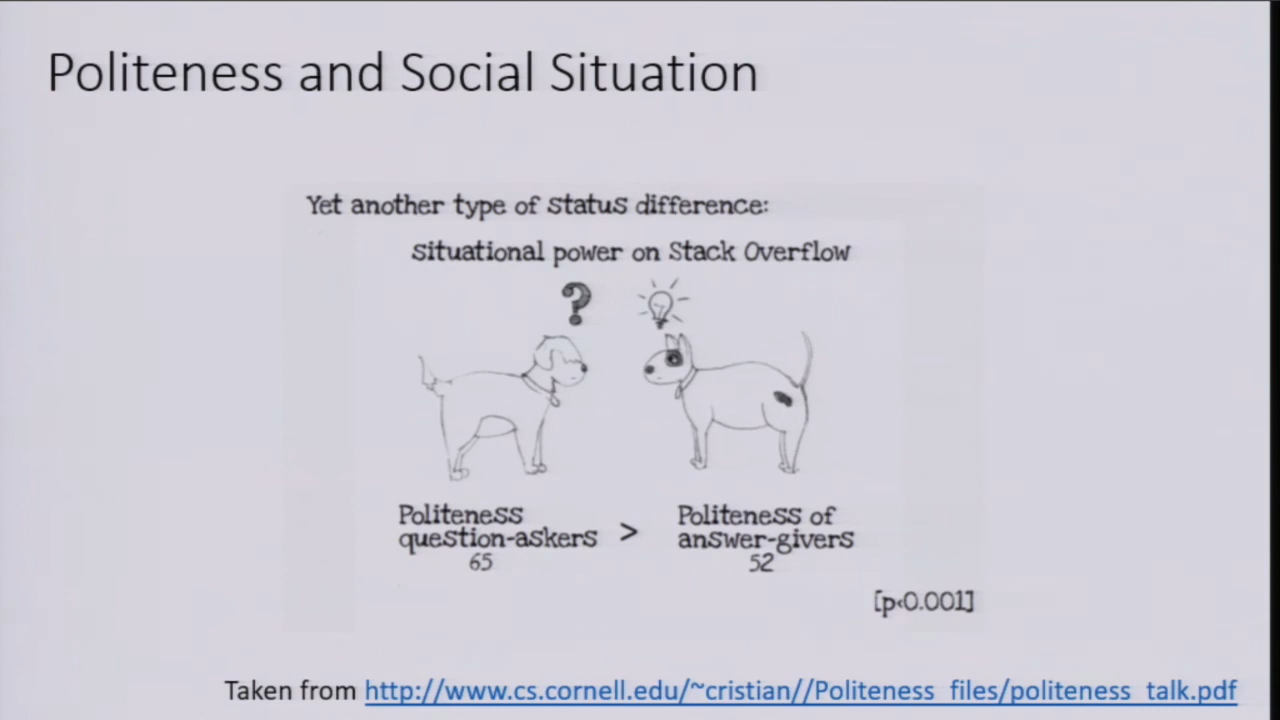 Politeness and Social Situation
Yet another type of status difference:
situational power on Stack Overflow
?
Politeness
question-askers
65
>
Politeness of
answer-givers
52
[p<0.001]
Taken from http://www.cs.cornell.edu/~cristian//Politeness_files/politeness_talk.pdf